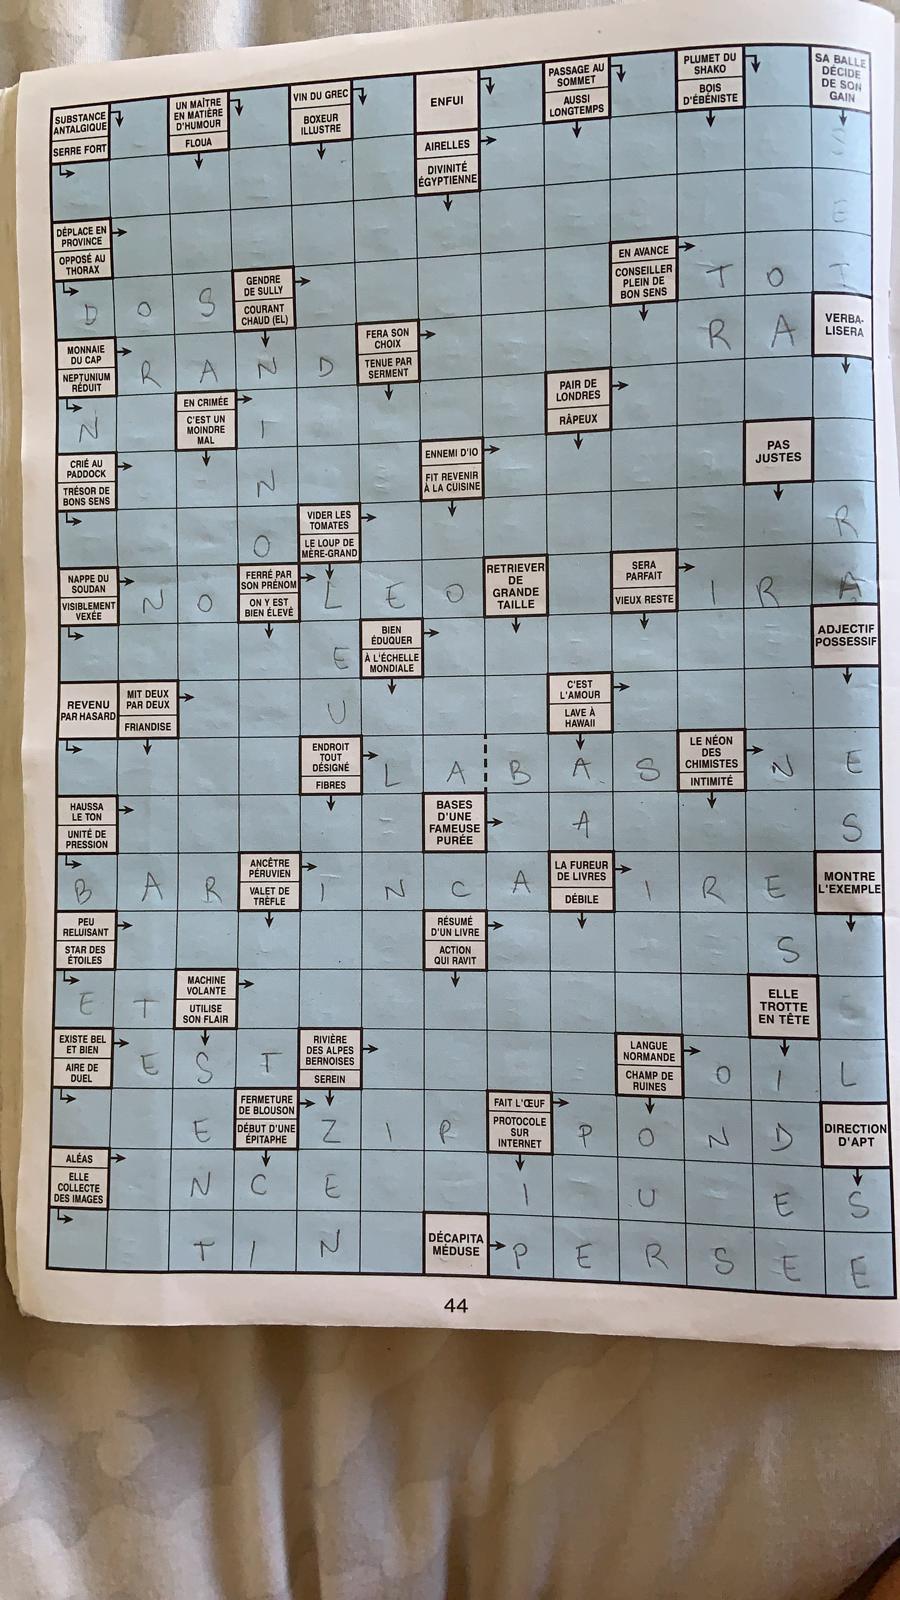 SUBSTANCE ANTALGIQUE
SERRE FORT
UN MAÎTRE EN MATIÈRE D'HUMOUR
FLOUA
VIN DU GREC
BOXEUR ILLUSTRE
ENFUI
PASSAGE AU SOMMET
AUSSI LONGTEMPS
PLUMET DU SHAKO
BOIS D'ÉBÉNISTE
SA BALLE DÉCIDE DE SON GAIN
AIRELLES
DIVINITÉ ÉGYPTIENNE
S
E
DÉPLACE EN PROVINCE
OPPOSÉ AU THORAX
EN AVANCE
CONSEILLER PLEIN DE BON SENS
T O T
D O S
GENDRE DE SULLY
COURANT CHAUD (EL)
R A
VERBA-LISERA
MONNAIE DU CAP
NEPTUNIUM RÉDUIT
R A N D
FERA SON CHOIX
TENUE PAR SERMENT
N
EN CRIMÉE
C'EST UN MOINDRE MAL
I
PAIR DE LONDRES
RÂPEUX
CRIÉ AU PADDOCK
TRÉSOR DE BONS SENS
N
ENNEMI D'IO
FIT REVENIR À LA CUISINE
PAS JUSTES
O
VIDER LES TOMATES
LE LOUP DE MÈRE-GRAND
R
NAPPE DU SOUDAN
VISIBLEMENT VEXÉE
N O
FERRÉ PAR SON PRÉNOM
ON Y EST BIEN ÉLEVÉ
L E O
RETRIEVER DE GRANDE TAILLE
SERA PARFAIT
VIEUX RESTE
I R A
E
BIEN ÉDUQUER
À L'ÉCHELLE MONDIALE
ADJECTIF POSSESSIF
REVENU PAR HASARD
MIT DEUX PAR DEUX
FRIANDISE
U
C'EST L'AMOUR
LAVE À HAWAII
ENDROIT TOUT DÉSIGNÉ
FIBRES
L A B A S
LE NÉON DES CHIMISTES
INTIMITÉ
N E
HAUSSA LE TON
UNITÉ DE PRESSION
BASES D'UNE FAMEUSE PURÉE
A
S
B A R
ANCÊTRE PÉRUVIEN
VALET DE TRÈFLE
I N C A
LA FUREUR DE LIVRES
DÉBILE
I R E
MONTRE L'EXEMPLE
PEU RELUISANT
STAR DES ÉTOILES
RÉSUMÉ D'UN LIVRE
ACTION QUI RAVIT
S
E T
MACHINE VOLANTE
UTILISE SON FLAIR
ELLE TROTTE EN TÊTE
EXISTE BEL ET BIEN
AIRE DE DUEL
E S T
RIVIÈRE DES ALPES BERNOISES
SEREIN
LANGUE NORMANDE
CHAMP DE RUINES
O I L
E
FERMETURE DE BLOUSON
DÉBUT D'UNE ÉPITAPHE
Z I P
FAIT L'ŒUF
PROTOCOLE SUR INTERNET
P O N D
DIRECTION D'APT
ALÉAS
ELLE COLLECTE DES IMAGES
N C E
I U E S
T I N
DÉCAPITA MÉDUSE
P E R S E E
44